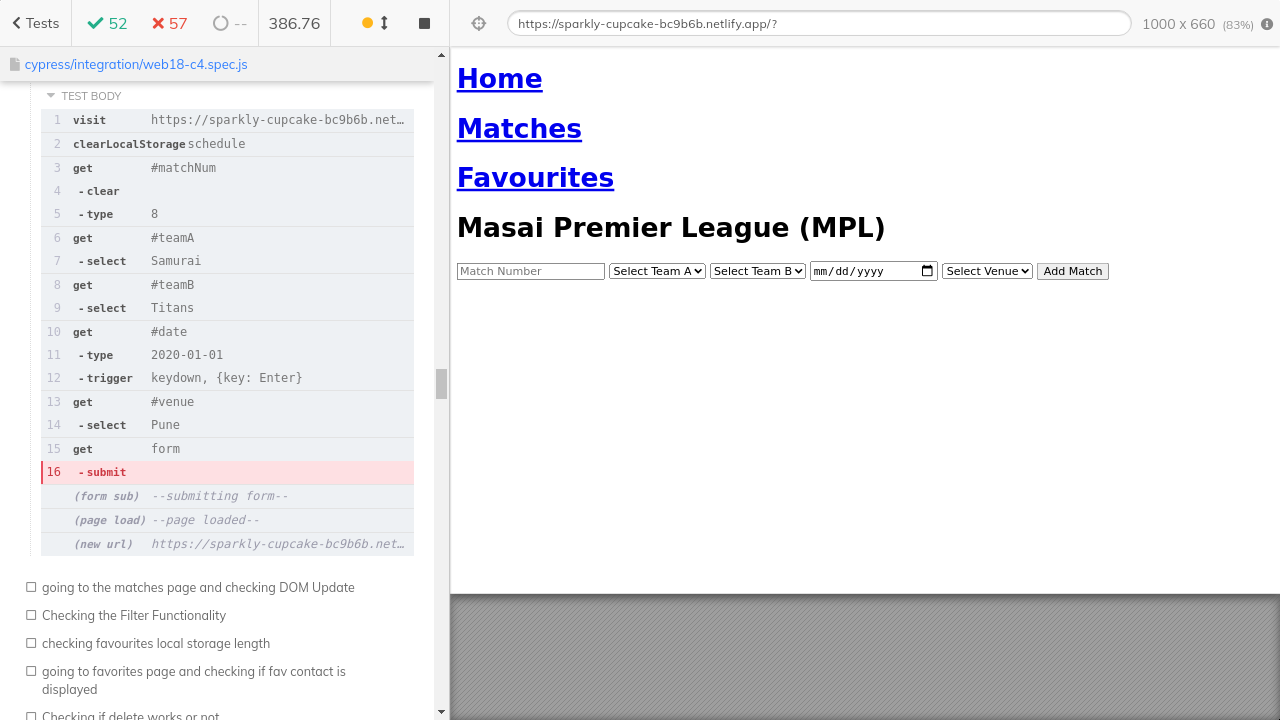 Tests
52
57
--
386.76
https://sparkly-cupcake-bc9b6b.netlify.app/?
1000 x 660 (83%)
cypress/integration/web18-c4.spec.js
TEST BODY
1 visit https://sparkly-cupcake-bc9b6b.net…
2 clearLocalStorage schedule
3 get #matchNum
4 - clear
5 - type 8
6 get #teamA
7 - select Samurai
8 get #teamB
9 - select Titans
10 get #date
11 - type 2020-01-01
12 - trigger keydown, {key: Enter}
13 get #venue
14 - select Pune
15 get form
16 - submit
(form sub) --submitting form--
(page load) --page loaded--
(new url) https://sparkly-cupcake-bc9b6b.net…
going to the matches page and checking DOM Update
Checking the Filter Functionality
checking favourites local storage length
going to favorites page and checking if fav contact is
displayed
Checking if delete works or not
Home
Matches
Favourites
Masai Premier League (MPL)
Match Number Select Team A Select Team B mm/dd/yyyy Select Venue Add Match